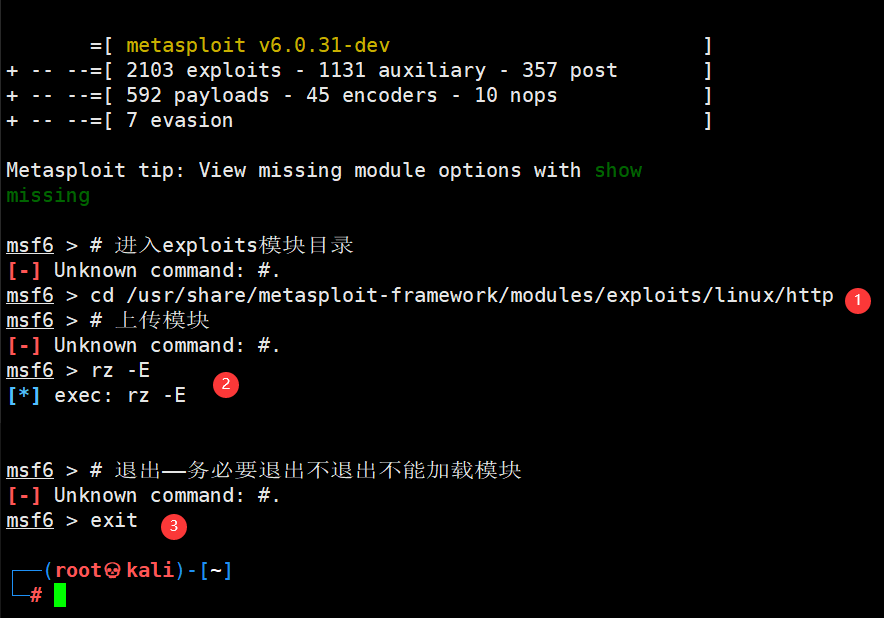 =[ metasploit v6.0.31-dev ]
+ -- --=[ 2103 exploits - 1131 auxiliary - 357 post ]
+ -- --=[ 592 payloads - 45 encoders - 10 nops ]
+ -- --=[ 7 evasion ]
Metasploit tip: View missing module options with show
missing
msf6 > # 进入exploits模块目录
[-] Unknown command: #.
msf6 > cd /usr/share/metasploit-framework/modules/exploits/linux/http 1
msf6 > # 上传模块
[-] Unknown command: #.
msf6 > rz -E
2
[*] exec: rz -E
msf6 > # 退出——务必要退出不退出不能加载模块
[-] Unknown command: #.
msf6 > exit 3
┌──(root💀kali)-[~]
└─#